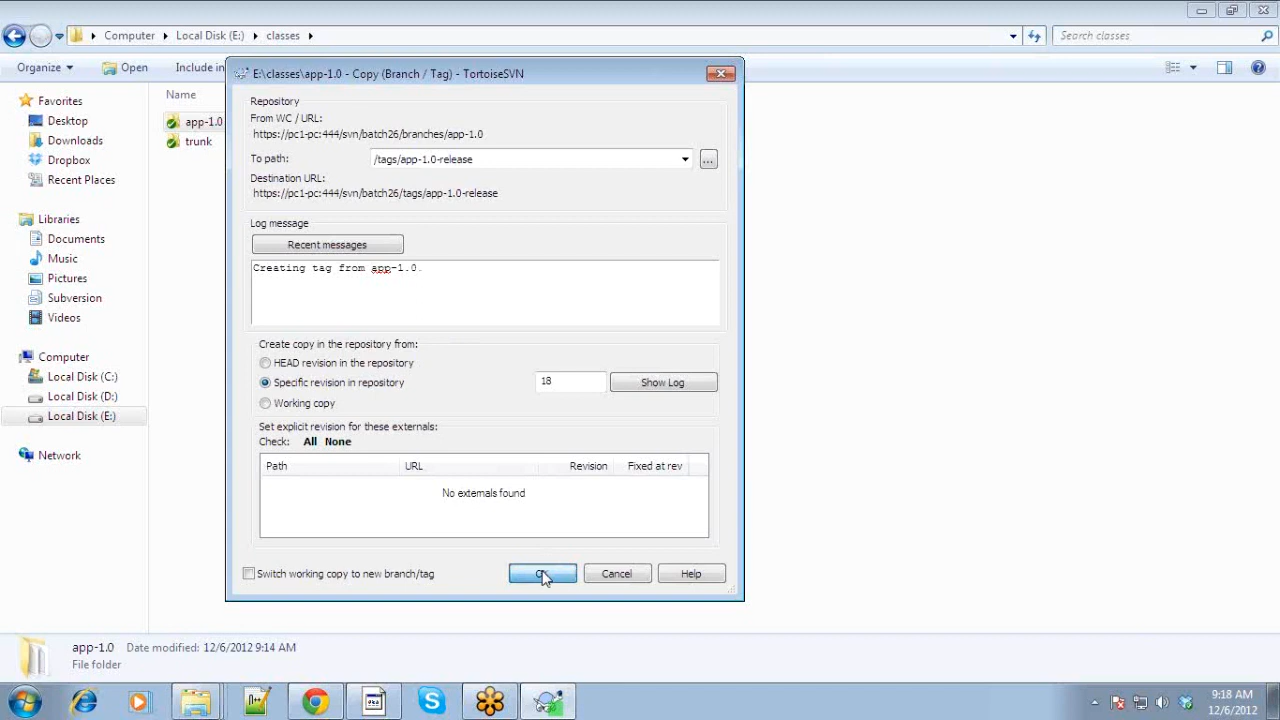 Computer Local Disk (E:) classes
Search classes
Organize Open Include in
E:\classes\app-1.0 - Copy (Branch / Tag) - TortoiseSVN
Favorites
Desktop
Downloads
Dropbox
Recent Places
Libraries
Documents
Music
Pictures
Subversion
Videos
Computer
Local Disk (C:)
Local Disk (D:)
Local Disk (E:)
Network
Name
app-1.0
trunk
Repository
From WC / URL:
https://pc1-pc:444/svn/batch26/branches/app-1.0
To path: /tags/app-1.0-release ...
Destination URL:
https://pc1-pc:444/svn/batch26/tags/app-1.0-release
Log message
Recent messages
Creating tag from app-1.0.
Create copy in the repository from:
HEAD revision in the repository
Specific revision in repository 18 Show Log
Working copy
Set explicit revision for these externals:
Check: All None
Path URL Revision Fixed at rev
No externals found
Switch working copy to new branch/tag Cancel Help
app-1.0 Date modified: 12/6/2012 9:14 AM
File folder
9:18 AM
12/6/2012